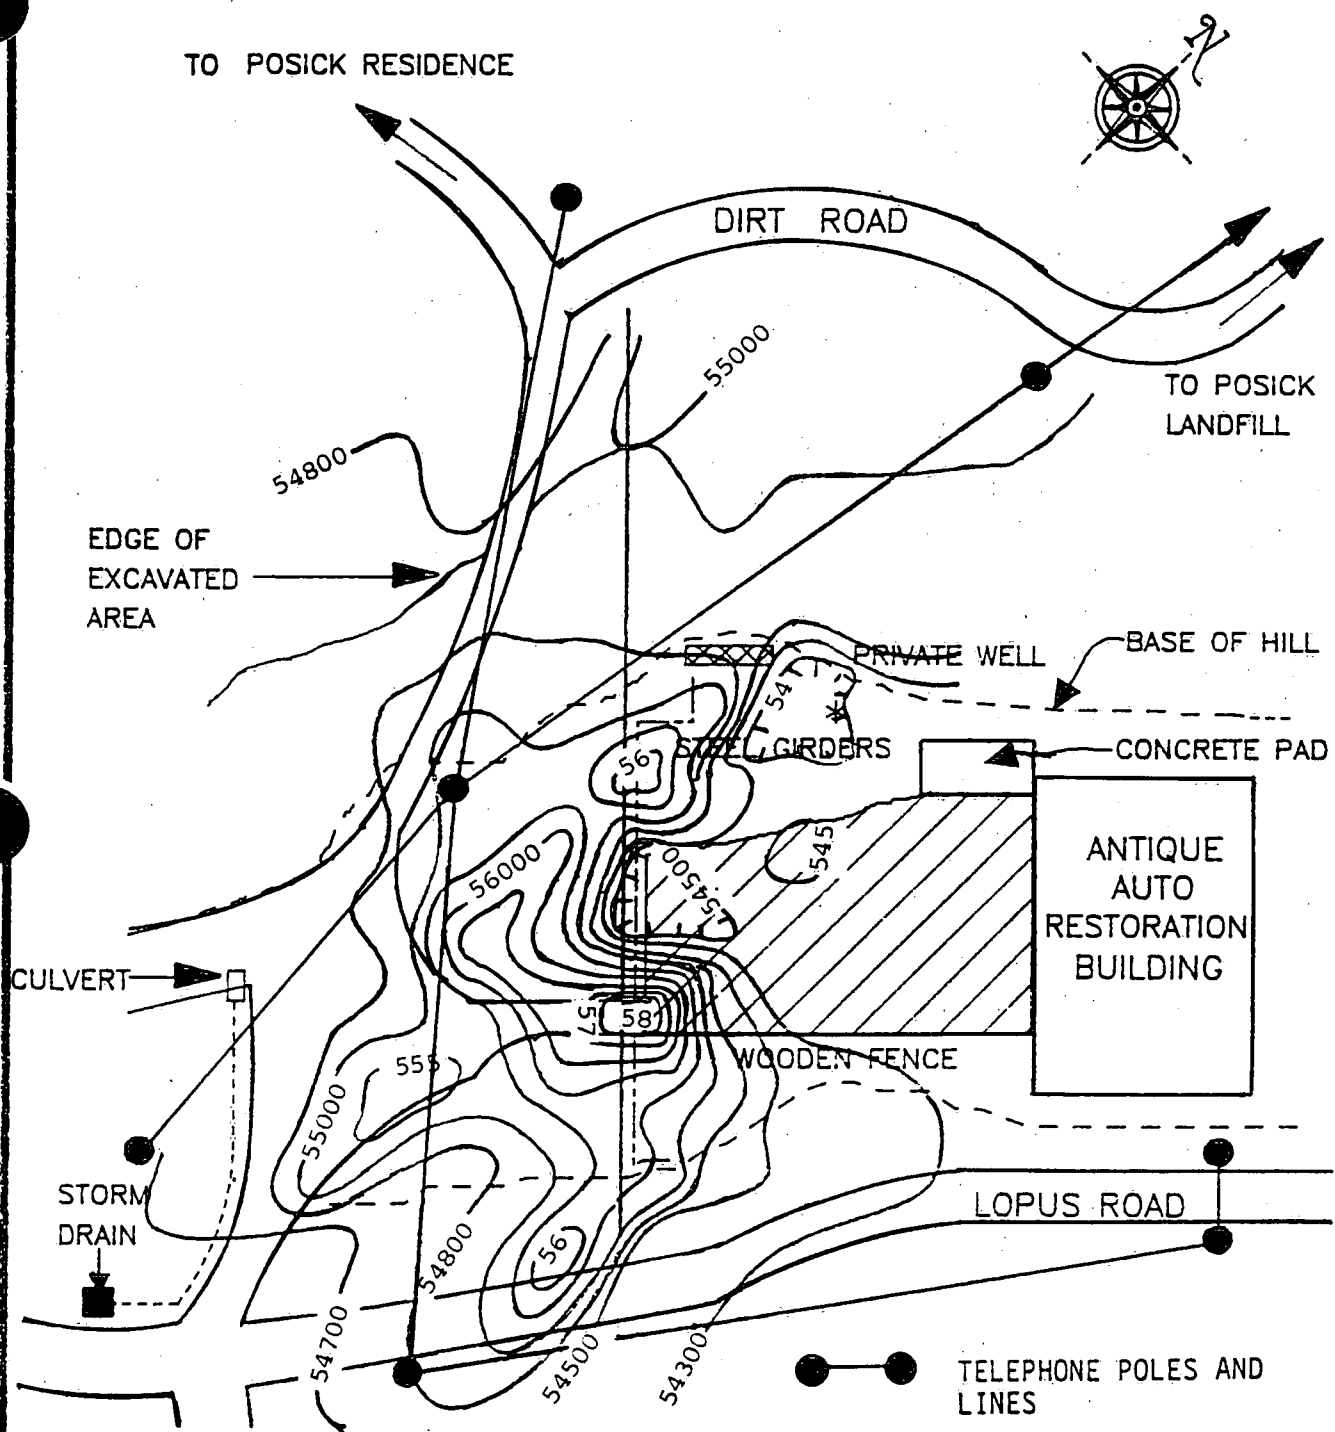 N
TO POSICK RESIDENCE
DIRT ROAD
55000
TO POSICK
LANDFILL
54800
EDGE OF
EXCAVATED
AREA
BASE OF HILL
PRIVATE WELL
54
STEEL GIRDERS
CONCRETE PAD
56
545
54500
54500
56000
ANTIQUE
AUTO
RESTORATION
BUILDING
CULVERT
57
58
WOODEN FENCE
555
55000
STORM
DRAIN
LOPUS ROAD
54800
56
54700
54500
54300
TELEPHONE POLES AND
LINES